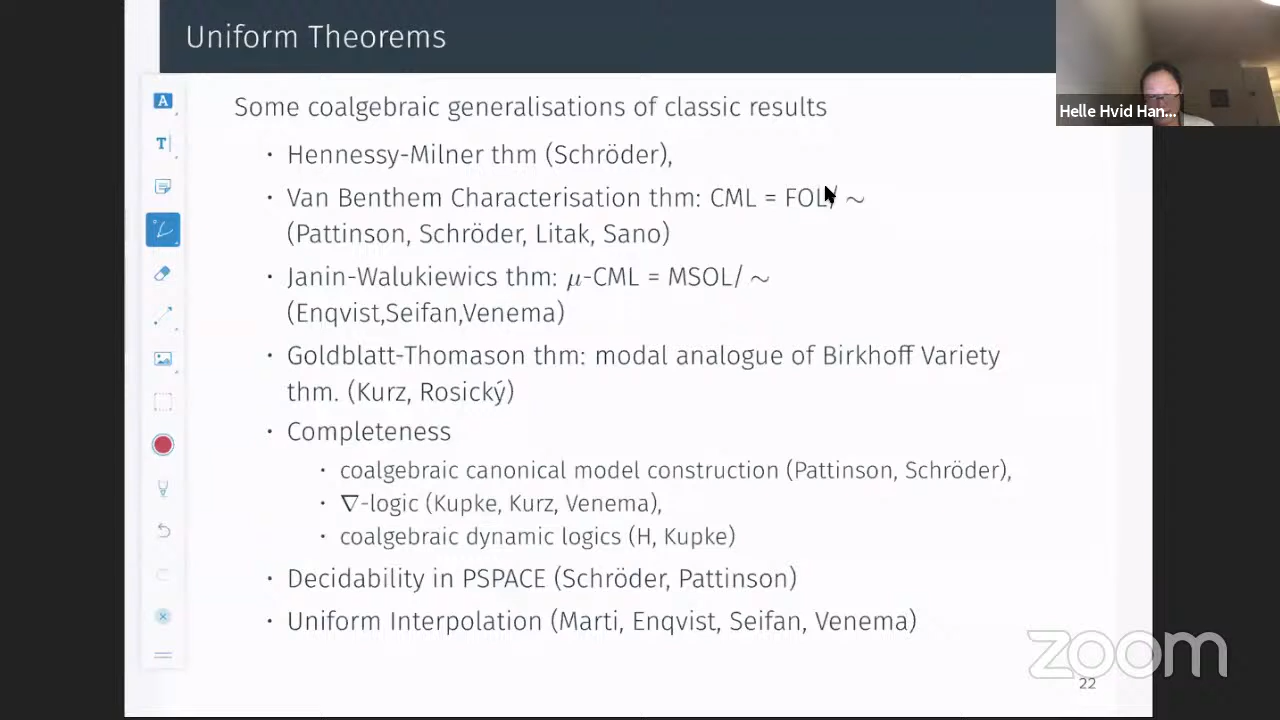 Uniform Theorems
Helle Hvid Han...
Some coalgebraic generalisations of classic results
· Hennessy-Milner thm (Schröder),
· Van Benthem Characterisation thm: CML = FOL/ ∼
(Pattinson, Schröder, Litak, Sano)
· Janin-Walukiewics thm: μ-CML = MSOL/ ∼
(Enqvist,Seifan,Venema)
· Goldblatt-Thomason thm: modal analogue of Birkhoff Variety
thm. (Kurz, Rosický)
· Completeness
· coalgebraic canonical model construction (Pattinson, Schröder),
· ∇-logic (Kupke, Kurz, Venema),
· coalgebraic dynamic logics (H, Kupke)
· Decidability in PSPACE (Schröder, Pattinson)
· Uniform Interpolation (Marti, Enqvist, Seifan, Venema)
zoom
22
A
T